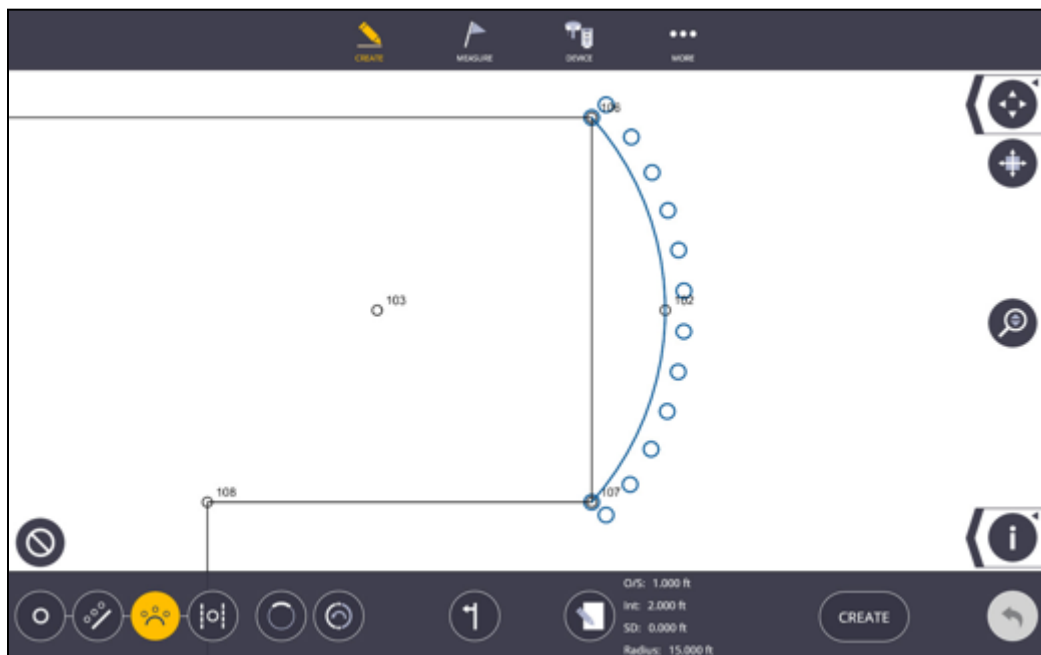 CREATE
MEASURE
DEVICE
MORE
106
103
102
108
107
O/S: 1.000 ft
Int: 2.000 ft
SD: 0.000 ft
Radius: 15.000 ft
CREATE